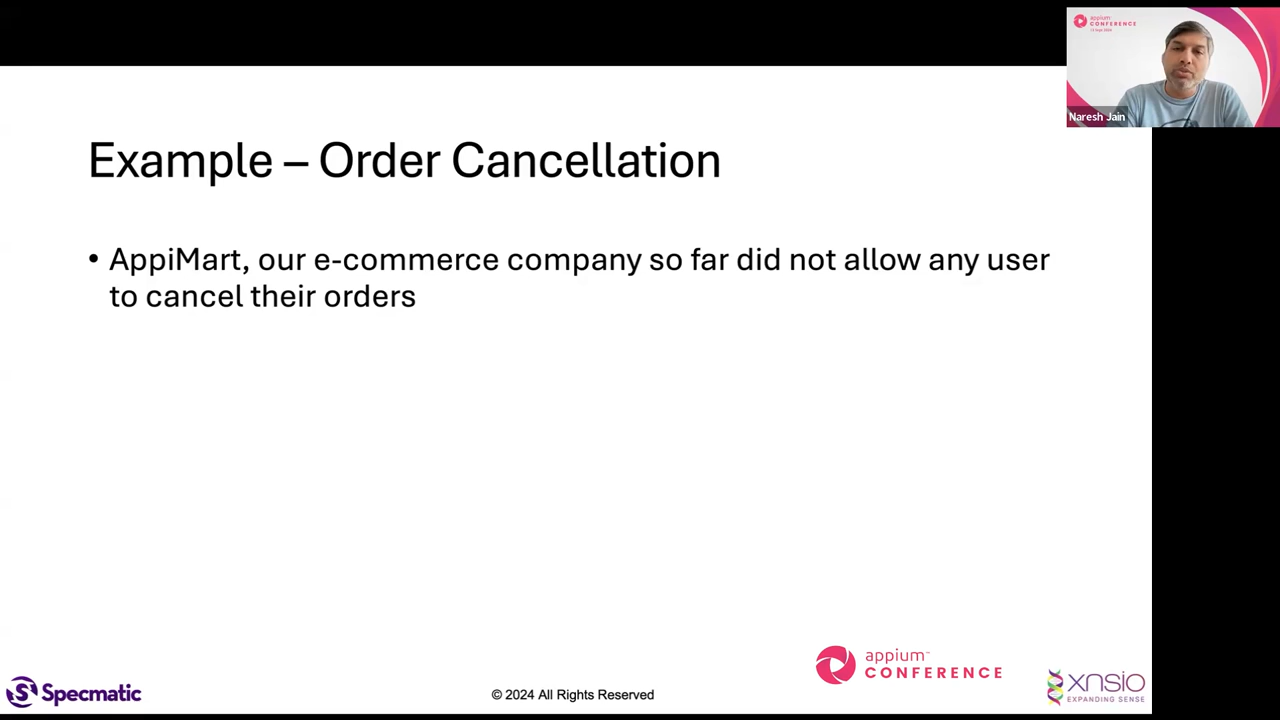 appium
CONFERENCE
Naresh Jain
Example – Order Cancellation
• AppiMart, our e-commerce company so far did not allow any user
to cancel their orders
Specmatic
© 2024 All Rights Reserved
appium™
CONFERENCE
xnsio
EXPANDING SENSE